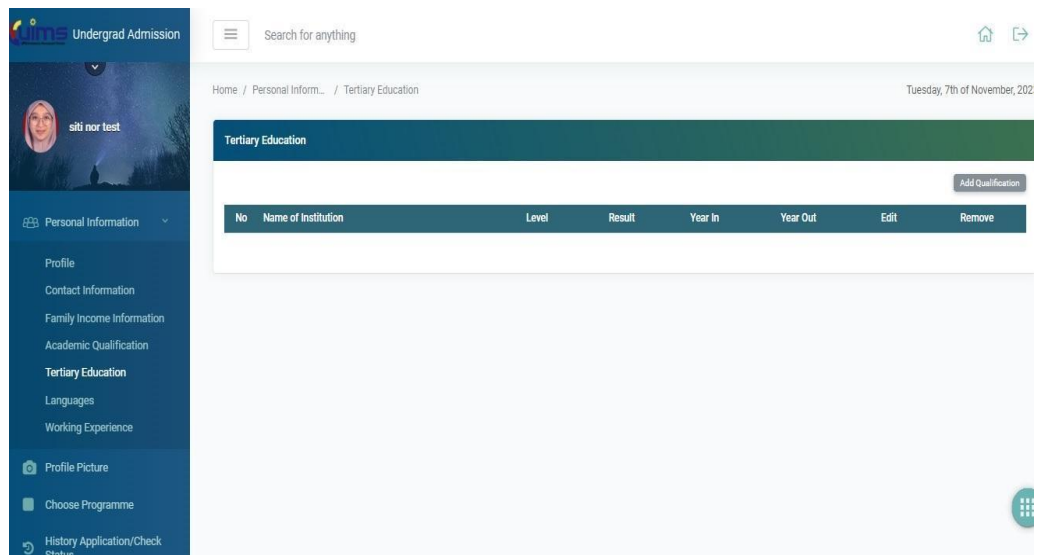 uims Undergrad Admission
Search for anything
siti nor test
Home / Personal Inform... / Tertiary Education
Tuesday, 7th of November, 202
Tertiary Education
Add Qualification
No Name of Institution Level Result Year In Year Out Edit Remove
Personal Information
Profile
Contact Information
Family Income Information
Academic Qualification
Tertiary Education
Languages
Working Experience
Profile Picture
Choose Programme
History Application/Check
Status